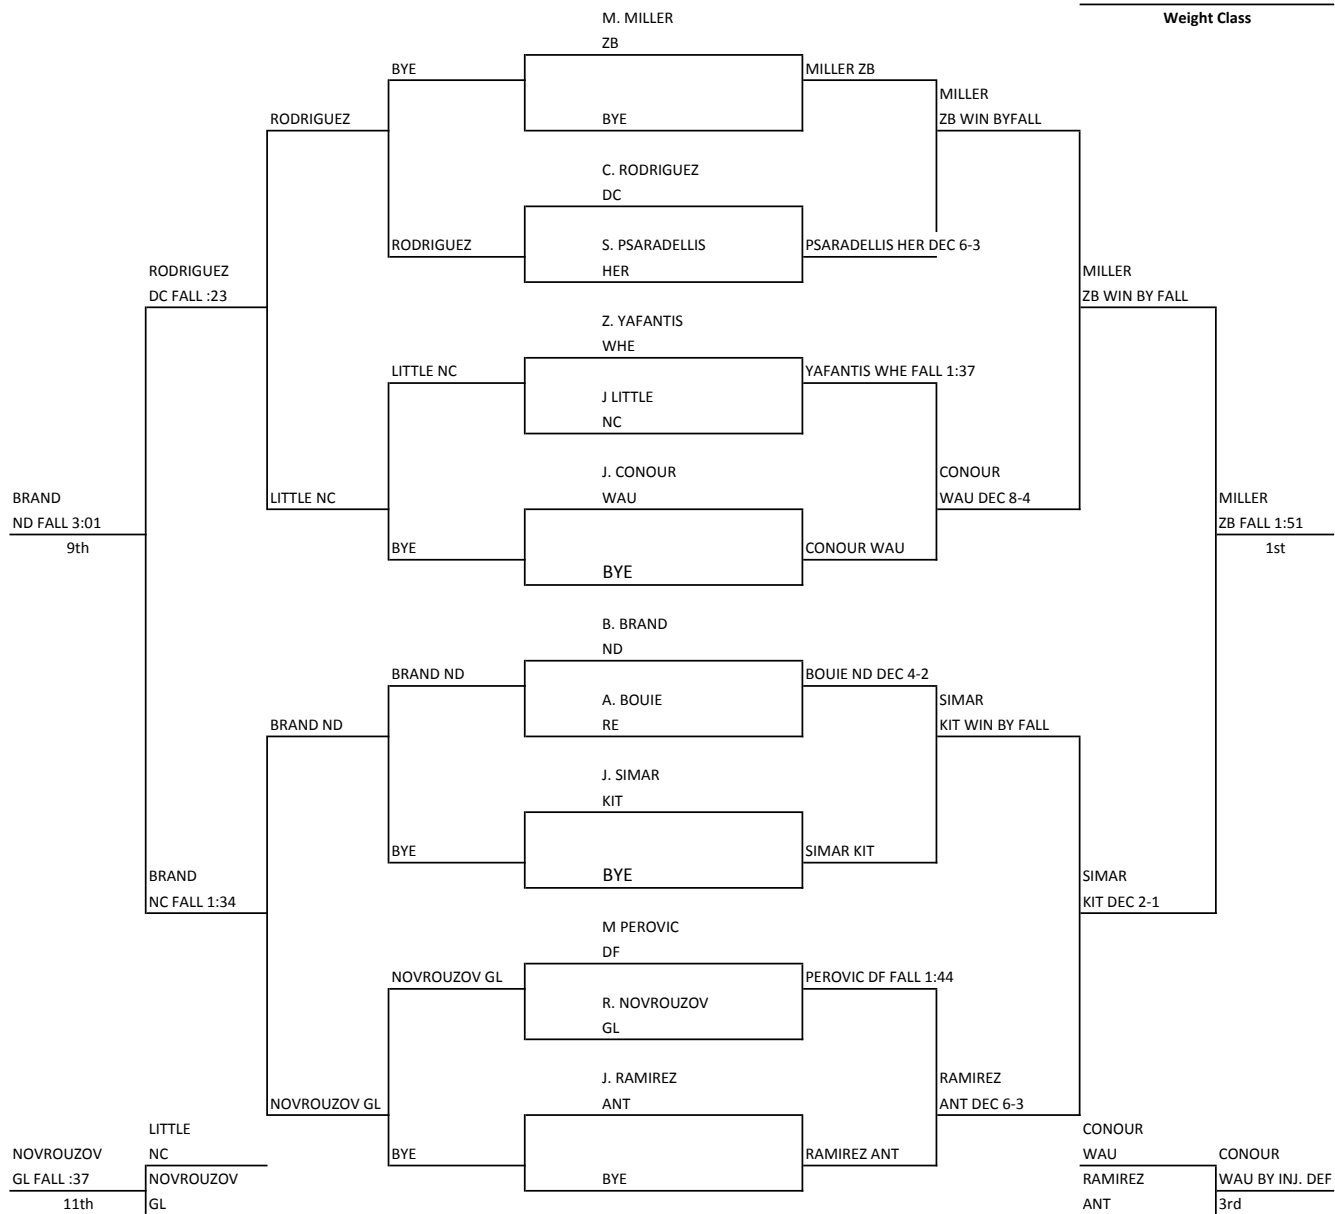 Weight Class
M. MILLER
ZB
BYE
MILLER ZB
MILLER
RODRIGUEZ
BYE
ZB WIN BYFALL
C. RODRIGUEZ
DC
RODRIGUEZ
S. PSARADELLIS
PSARADELLIS HER DEC 6-3
RODRIGUEZ
HER
MILLER
DC FALL :23
ZB WIN BY FALL
Z. YAFANTIS
WHE
LITTLE NC
YAFANTIS WHE FALL 1:37
J LITTLE
NC
J. CONOUR
CONOUR
BRAND
LITTLE NC
WAU
WAU DEC 8-4
MILLER
ND FALL 3:01
ZB FALL 1:51
9th
BYE
CONOUR WAU
1st
BYE
B. BRAND
ND
BRAND ND
BOUIE ND DEC 4-2
A. BOUIE
SIMAR
BRAND ND
RE
KIT WIN BY FALL
J. SIMAR
KIT
BYE
SIMAR KIT
BRAND
BYE
SIMAR
NC FALL 1:34
KIT DEC 2-1
M PEROVIC
DF
NOVROUZOV GL
PEROVIC DF FALL 1:44
R. NOVROUZOV
GL
J. RAMIREZ
RAMIREZ
NOVROUZOV GL
ANT
ANT DEC 6-3
LITTLE
CONOUR
NOVROUZOV
NC
BYE
RAMIREZ ANT
WAU
CONOUR
GL FALL :37
NOVROUZOV
BYE
RAMIREZ
WAU BY INJ. DEF
11th
GL
ANT
3rd